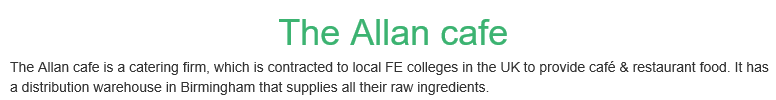 The Allan cafe
The Allan cafe is a catering firm, which is contracted to local FE colleges in the UK to provide café & restaurant food. It has
a distribution warehouse in Birmingham that supplies all their raw ingredients.